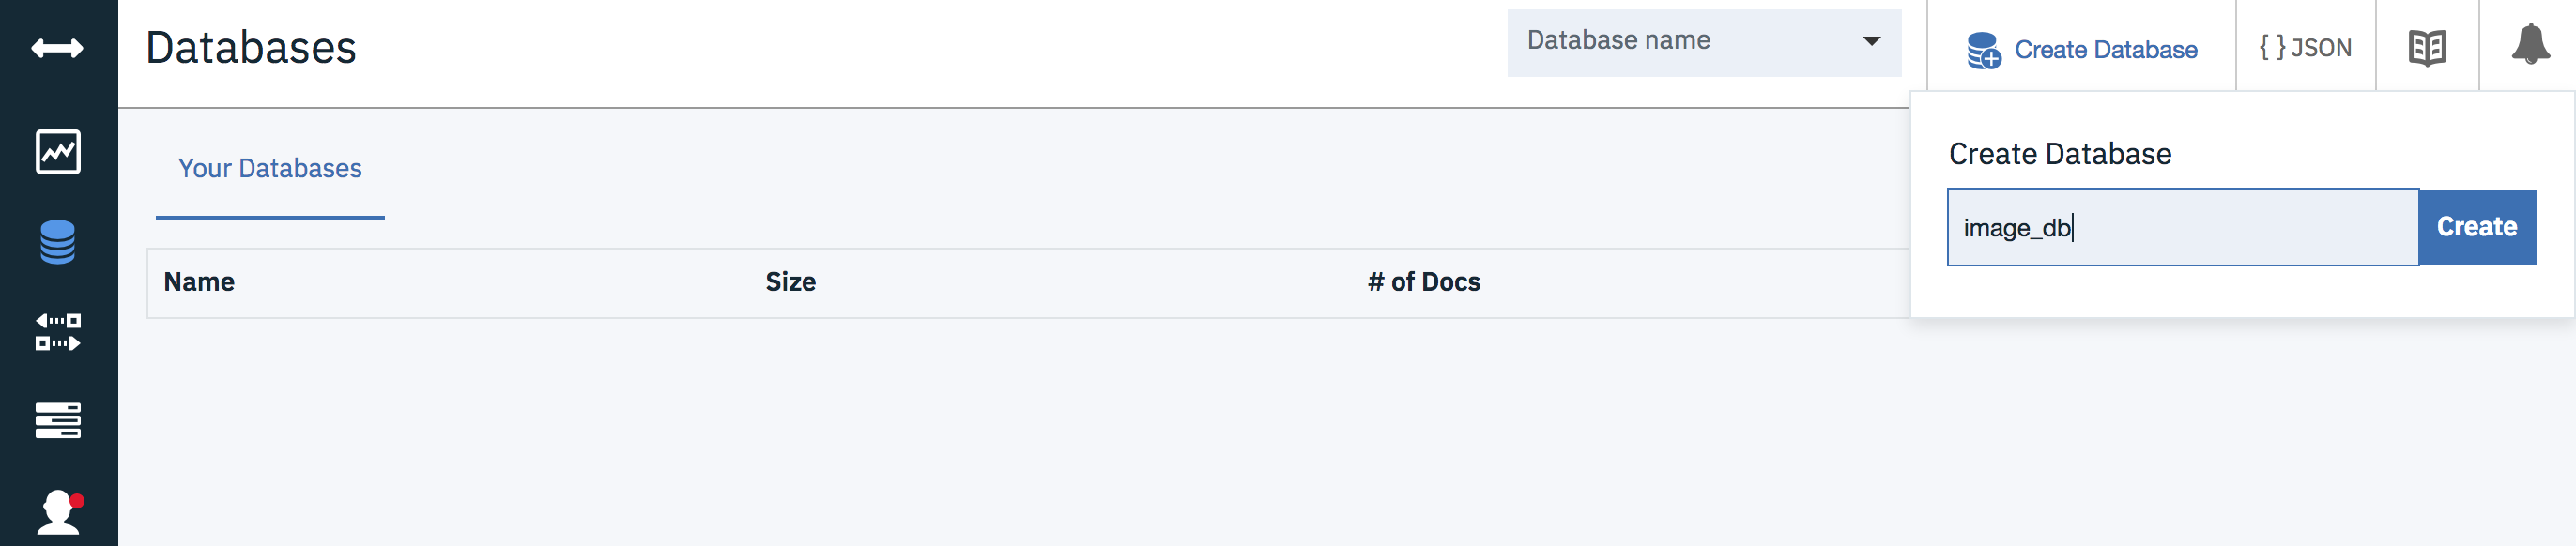 Databases
Database name
Create Database
{ } JSON
Your Databases
Create Database
image_db
Create
Name Size # of Docs